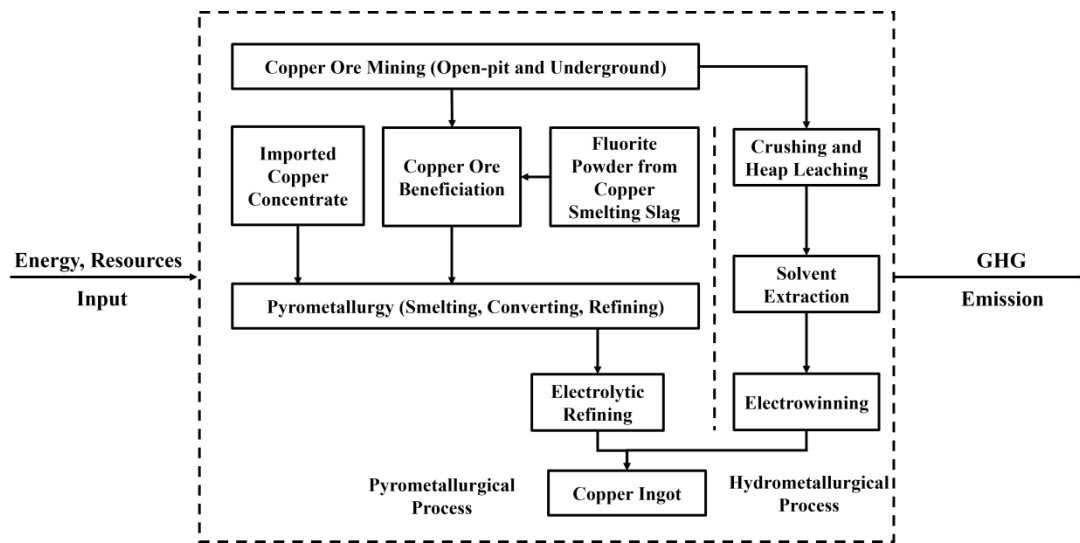 Copper Ore Mining (Open-pit and Underground)
Imported
Copper
Concentrate
Copper Ore
Beneficiation
Fluorite
Powder from
Copper
Smelting Slag
Crushing and
Heap Leaching
Energy, Resources
Input
Pyrometallurgy (Smelting, Converting, Refining)
Solvent
Extraction
GHG
Emission
Electrolytic
Refining
Electrowinning
Pyrometallurgical
Process
Copper Ingot
Hydrometallurgical
Process